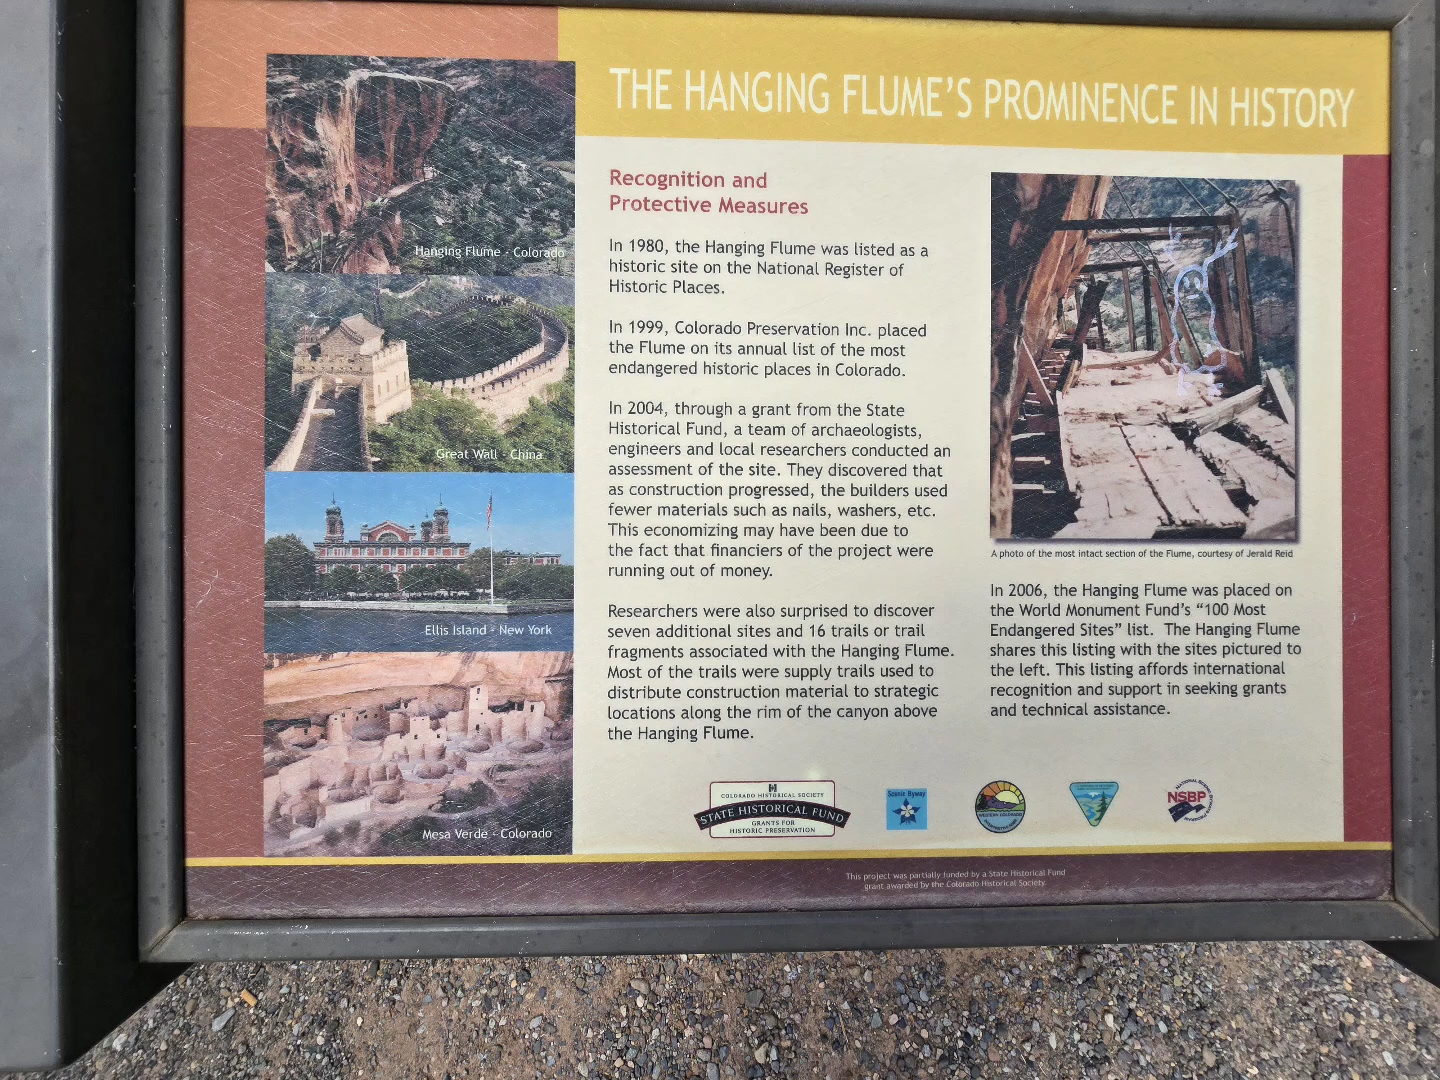 THE HANGING FLUME'S PROMINENCE IN HISTORY
Hanging Flume - Colorado
Great Wall - China
Ellis Island - New York
Mesa Verde - Colorado
Recognition and
Protective Measures
In 1980, the Hanging Flume was listed as a
historic site on the National Register of
Historic Places.
In 1999, Colorado Preservation Inc. placed
the Flume on its annual list of the most
endangered historic places in Colorado.
In 2004, through a grant from the State
Historical Fund, a team of archaeologists,
engineers and local researchers conducted an
assessment of the site. They discovered that
as construction progressed, the builders used
fewer materials such as nails, washers, etc.
This economizing may have been due to
the fact that financiers of the project were
running out of money.
Researchers were also surprised to discover
seven additional sites and 16 trails or trail
fragments associated with the Hanging Flume.
Most of the trails were supply trails used to
distribute construction material to strategic
locations along the rim of the canyon above
the Hanging Flume.
A photo of the most intact section of the Flume, courtesy of Jerald Reid
In 2006, the Hanging Flume was placed on
the World Monument Fund's "100 Most
Endangered Sites" list. The Hanging Flume
shares this listing with the sites pictured to
the left. This listing affords international
recognition and support in seeking grants
and technical assistance.
COLORADO HISTORICAL SOCIETY
STATE HISTORICAL FUND
GRANTS FOR
HISTORIC PRESERVATION
Scenic Byway
WESTERN COLORADO
NSBP
This project was partially funded by a State Historical Fund
grant awarded by the Colorado Historical Society.